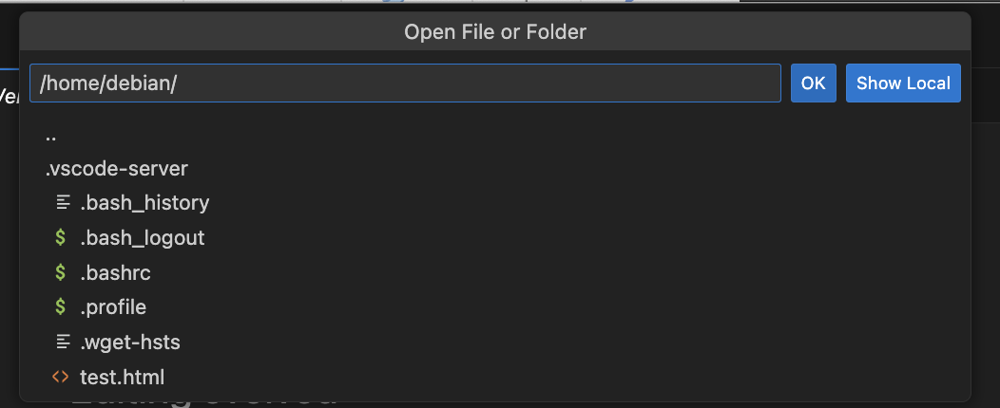 Open File or Folder
/home/debian/
OK
Show Local
..
.vscode-server
.bash_history
$ .bash_logout
$ .bashrc
$ .profile
.wget-hsts
<> test.html